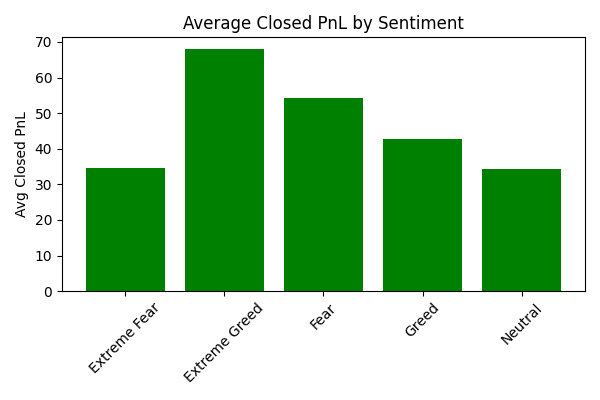 Average Closed PnL by Sentiment
Avg Closed PnL
70
60
50
40
30
20
10
0
Extreme Fear
Extreme Greed
Fear
Greed
Neutral